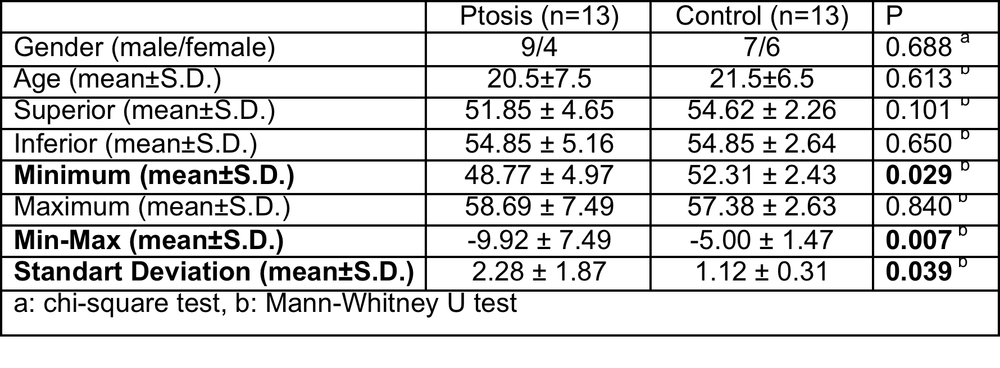 Ptosis (n=13) Control (n=13) P
Gender (male/female) 9/4 7/6 0.688 a
Age (mean±S.D.) 20.5±7.5 21.5±6.5 0.613 b
Superior (mean±S.D.) 51.85 ± 4.65 54.62 ± 2.26 0.101 b
Inferior (mean±S.D.) 54.85 ± 5.16 54.85 ± 2.64 0.650 b
Minimum (mean±S.D.) 48.77 ± 4.97 52.31 ± 2.43 0.029 b
Maximum (mean±S.D.) 58.69 ± 7.49 57.38 ± 2.63 0.840 b
Min-Max (mean±S.D.) -9.92 ± 7.49 -5.00 ± 1.47 0.007 b
Standart Deviation (mean±S.D.) 2.28 ± 1.87 1.12 ± 0.31 0.039 b
a: chi-square test, b: Mann-Whitney U test